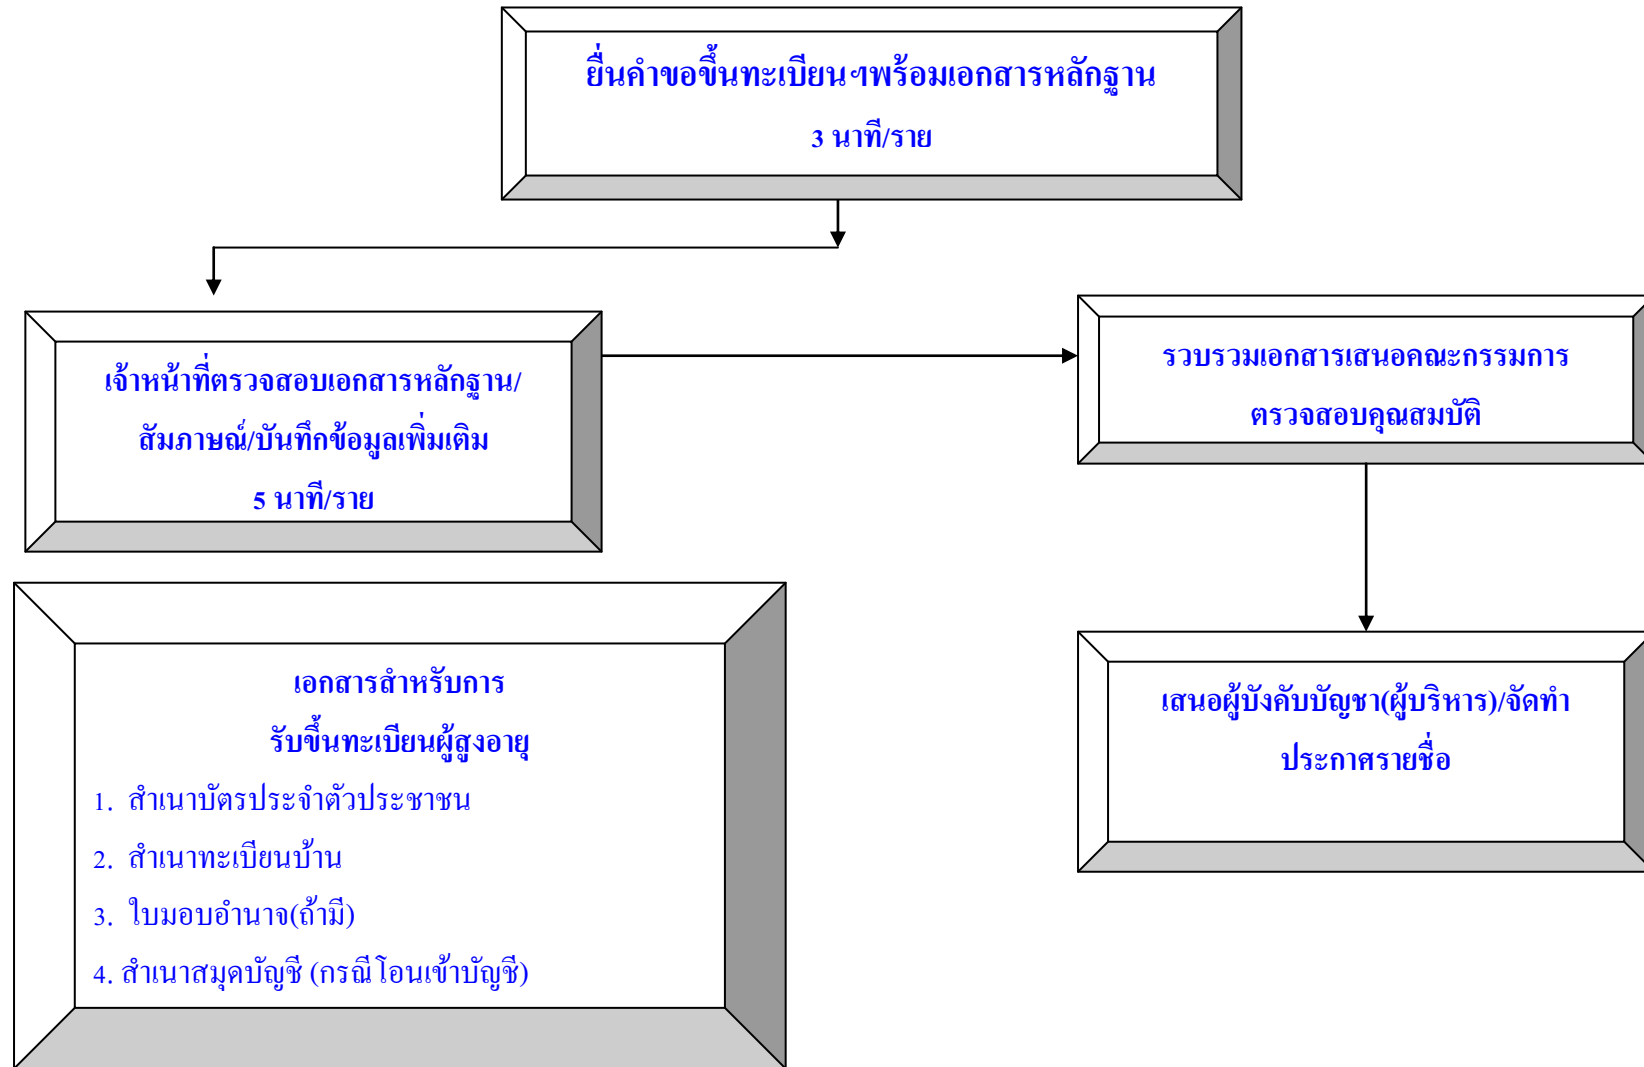 ยื่นคำขอขึ้นทะเบียนฯพร้อมเอกสารหลักฐาน
3 นาที/ราย
เจ้าหน้าที่ตรวจสอบเอกสารหลักฐาน/
สัมภาษณ์/บันทึกข้อมูลเพิ่มเติม
5 นาที/ราย
รวบรวมเอกสารเสนอคณะกรรมการ
ตรวจสอบคุณสมบัติ
เสนอผู้บังคับบัญชา(ผู้บริหาร)/จัดทำ
ประกาศรายชื่อ
เอกสารสำหรับการ
รับขึ้นทะเบียนผู้สูงอายุ
1. สำเนาบัตรประจำตัวประชาชน
2. สำเนาทะเบียนบ้าน
3. ใบมอบอำนาจ(ถ้ามี)
4. สำเนาสมุดบัญชี (กรณีโอนเข้าบัญชี)